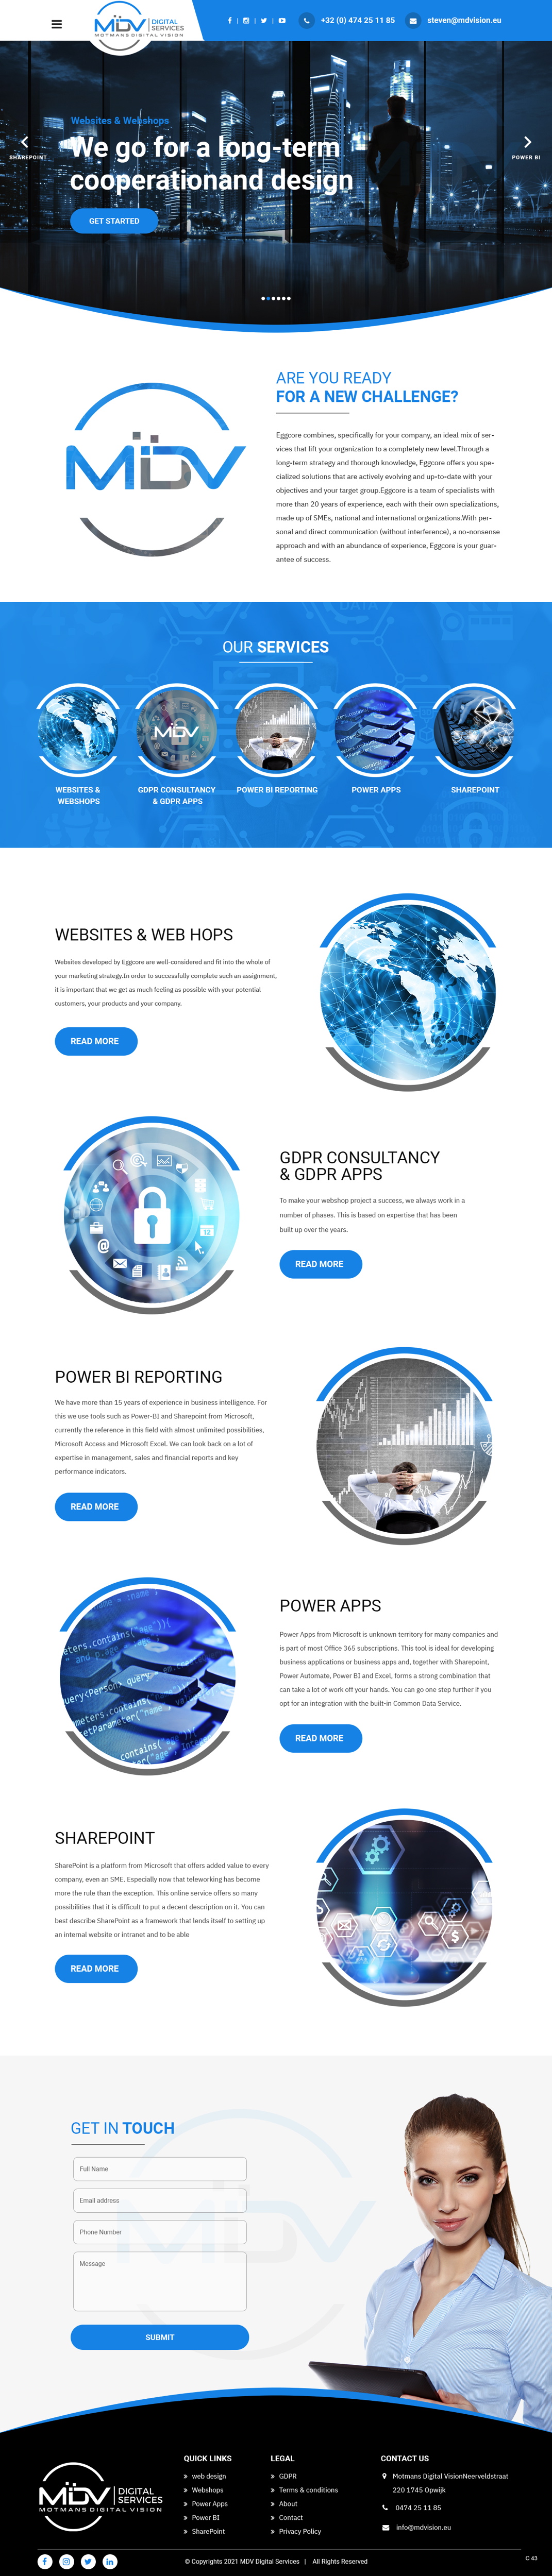 MDV DIGITAL SERVICES
MOTMANS DIGITAL VISION
+32 (0) 474 25 11 85
steven@mdvision.eu
Websites & Webshops
We go for a long-term
cooperationand design
SHAREPOINT
POWER BI
GET STARTED
MDV
ARE YOU READY
FOR A NEW CHALLENGE?
Eggcore combines, specifically for your company, an ideal mix of ser-
vices that lift your organization to a completely new level.Through a
long-term strategy and thorough knowledge, Eggcore offers you spe-
cialized solutions that are actively evolving and up-to-date with your
objectives and your target group.Eggcore is a team of specialists with
more than 20 years of experience, each with their own specializations,
made up of SMEs, national and international organizations.With per-
sonal and direct communication (without interference), a no-nonsense
approach and with an abundance of experience, Eggcore is your guar-
antee of success.
OUR SERVICES
MDV
WEBSITES &
WEBSHOPS
GDPR CONSULTANCY
& GDPR APPS
POWER BI REPORTING
POWER APPS
SHAREPOINT
WEBSITES & WEB HOPS
Websites developed by Eggcore are well-considered and fit into the whole of
your marketing strategy.In order to successfully complete such an assignment,
it is important that we get as much feeling as possible with your potential
customers, your products and your company.
READ MORE
GDPR CONSULTANCY
& GDPR APPS
To make your webshop project a success, we always work in a
number of phases. This is based on expertise that has been
built up over the years.
READ MORE
POWER BI REPORTING
We have more than 15 years of experience in business intelligence. For
this we use tools such as Power-BI and Sharepoint from Microsoft,
currently the reference in this field with almost unlimited possibilities,
Microsoft Access and Microsoft Excel. We can look back on a lot of
expertise in management, sales and financial reports and key
performance indicators.
READ MORE
POWER APPS
Power Apps from Microsoft is unknown territory for many companies and
is part of most Office 365 subscriptions. This tool is ideal for developing
business applications or business apps and, together with Sharepoint,
Power Automate, Power BI and Excel, forms a strong combination that
can take a lot of work off your hands. You can go one step further if you
opt for an integration with the built-in Common Data Service.
READ MORE
SHAREPOINT
SharePoint is a platform from Microsoft that offers added value to every
company, even an SME. Especially now that teleworking has become
more the rule than the exception. This online service offers so many
possibilities that it is difficult to put a decent description on it. You can
best describe SharePoint as a framework that lends itself to setting up
an internal website or intranet and to be able
READ MORE
GET IN TOUCH
Full Name
Email address
Phone Number
Message
SUBMIT
MDV DIGITAL SERVICES
MOTMANS DIGITAL VISION
QUICK LINKS
web design
Webshops
Power Apps
Power BI
SharePoint
LEGAL
GDPR
Terms & conditions
About
Contact
Privacy Policy
CONTACT US
Motmans Digital VisionNeerveldstraat
220 1745 Opwijk
0474 25 11 85
info@mdvision.eu
© Copyrights 2021 MDV Digital Services | All Rights Reserved
C 43